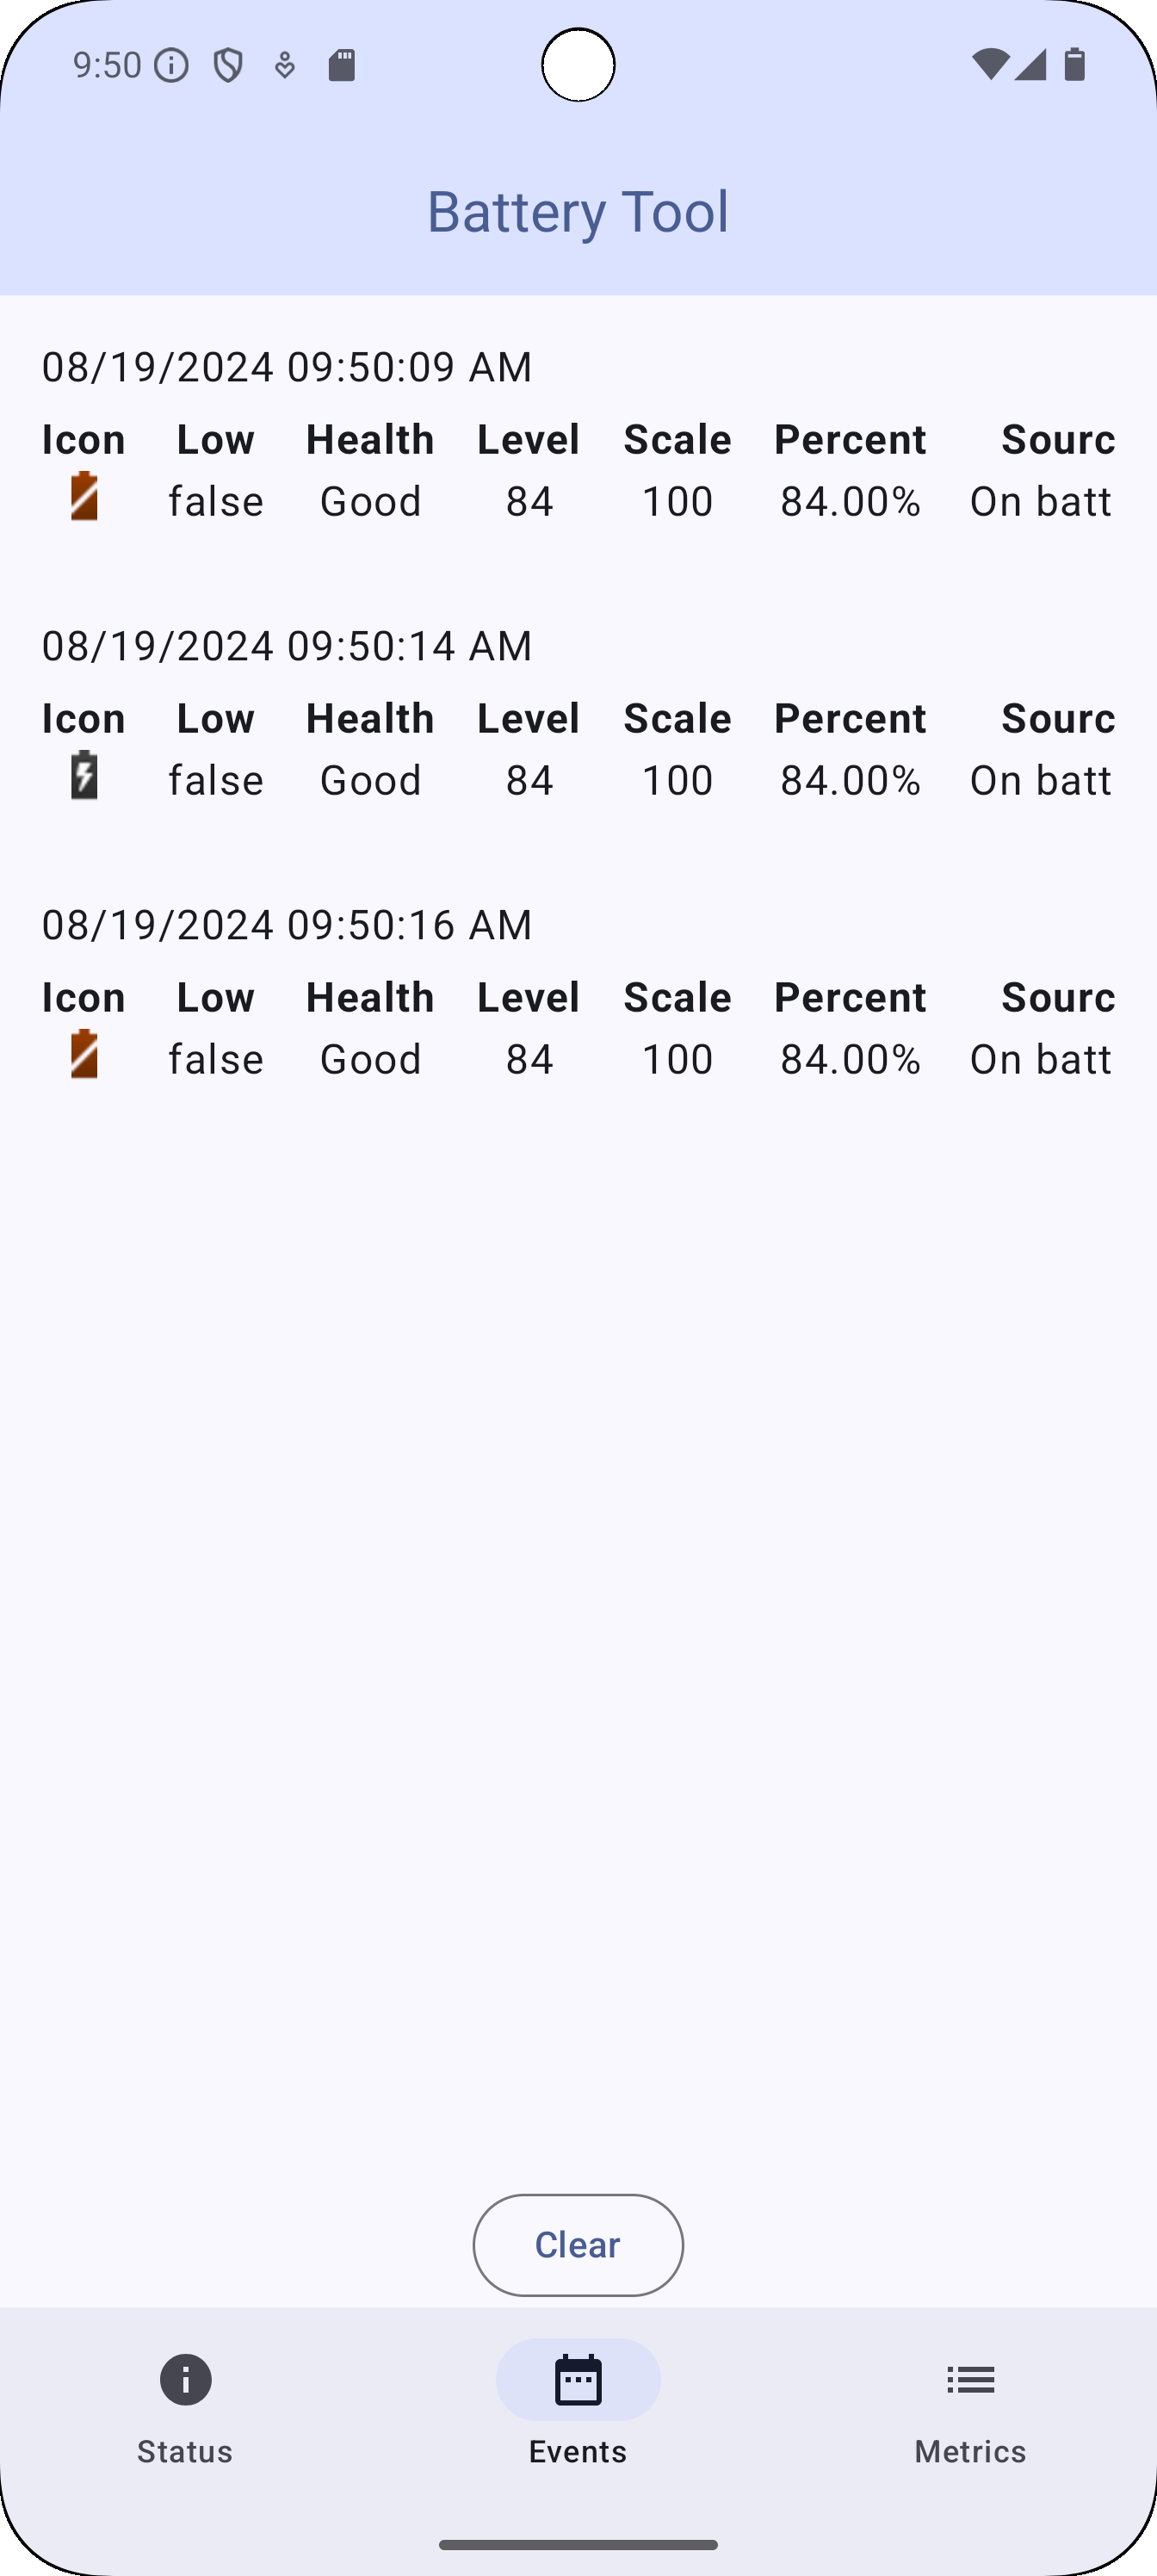 9:50
Battery Tool
08/19/2024 09:50:09 AM
Icon Low Health Level Scale Percent Sourc
false Good 84 100 84.00% On batt
08/19/2024 09:50:14 AM
Icon Low Health Level Scale Percent Sourc
false Good 84 100 84.00% On batt
08/19/2024 09:50:16 AM
Icon Low Health Level Scale Percent Sourc
false Good 84 100 84.00% On batt
Clear
Status Events Metrics